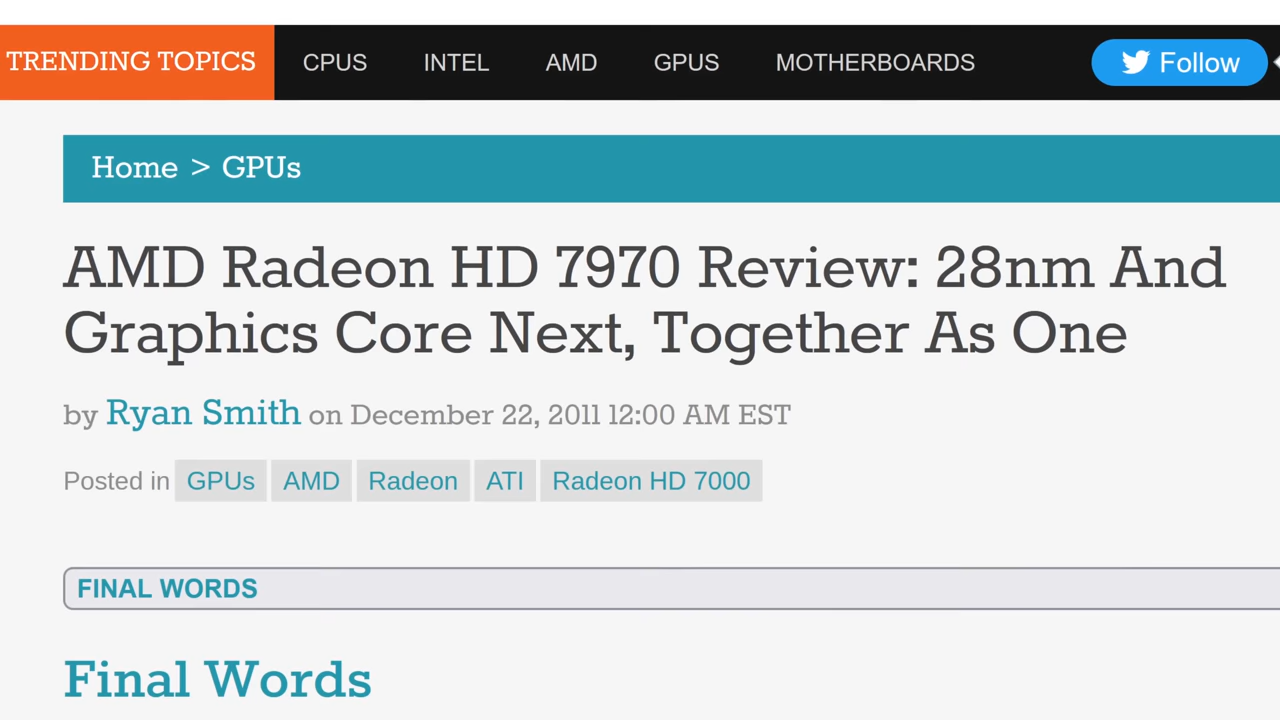 TRENDING TOPICS CPUS INTEL AMD GPUS MOTHERBOARDS Follow
Home > GPUs
AMD Radeon HD 7970 Review: 28nm And
Graphics Core Next, Together As One
by Ryan Smith on December 22, 2011 12:00 AM EST
Posted in GPUs AMD Radeon ATI Radeon HD 7000
FINAL WORDS
Final Words